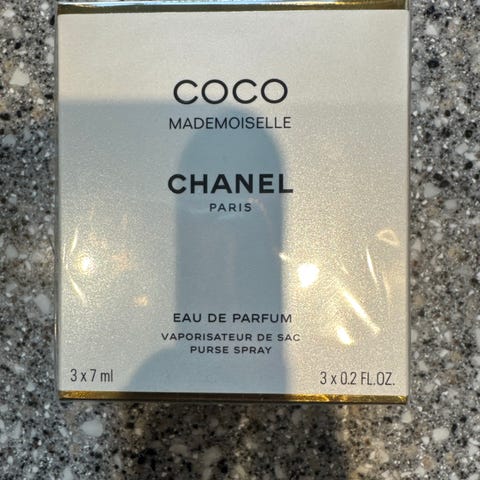 COCO
MADEMOISELLE
CHANEL
PARIS
EAU DE PARFUM
VAPORISATEUR DE SAC
PURSE SPRAY
3 x 7 ml
3 x 0.2 FL.OZ.